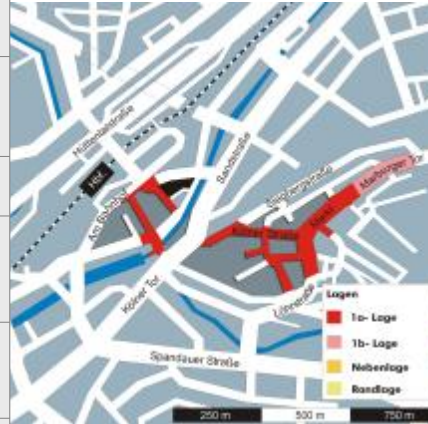 Hüttentalstraße
Sandstraße
Hbf.
Am Bahnhof
Marburger Tor
Kölner Straße
Markt
Kölner Tor
Löhrstraße
Spandauer Straße
Lagen
1a- Lage
1b- Lage
Nebenlage
Randlage
250 m 500 m 750 m